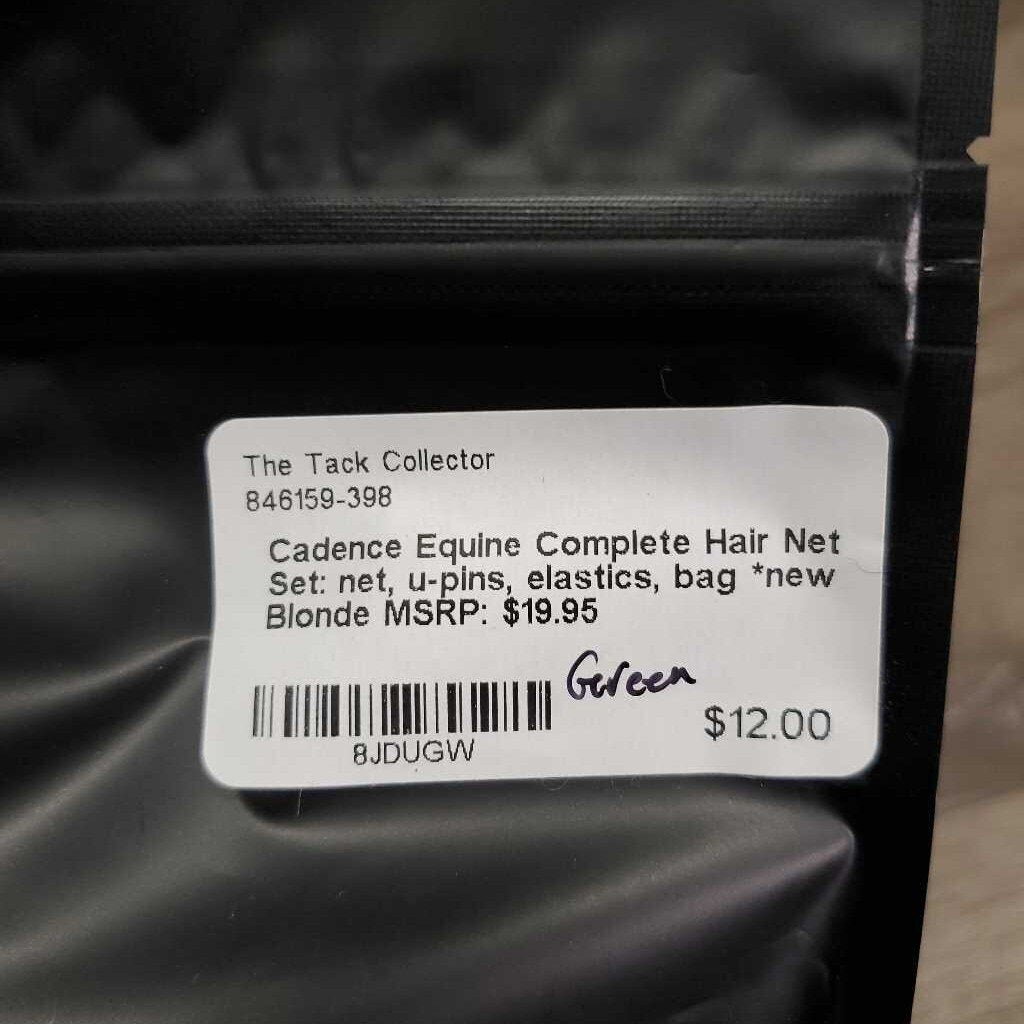 The Tack Collector
846159-398
Cadence Equine Complete Hair Net
Set: net, u-pins, elastics, bag *new
Blonde MSRP: $19.95
Green
$12.00
8JDUGW